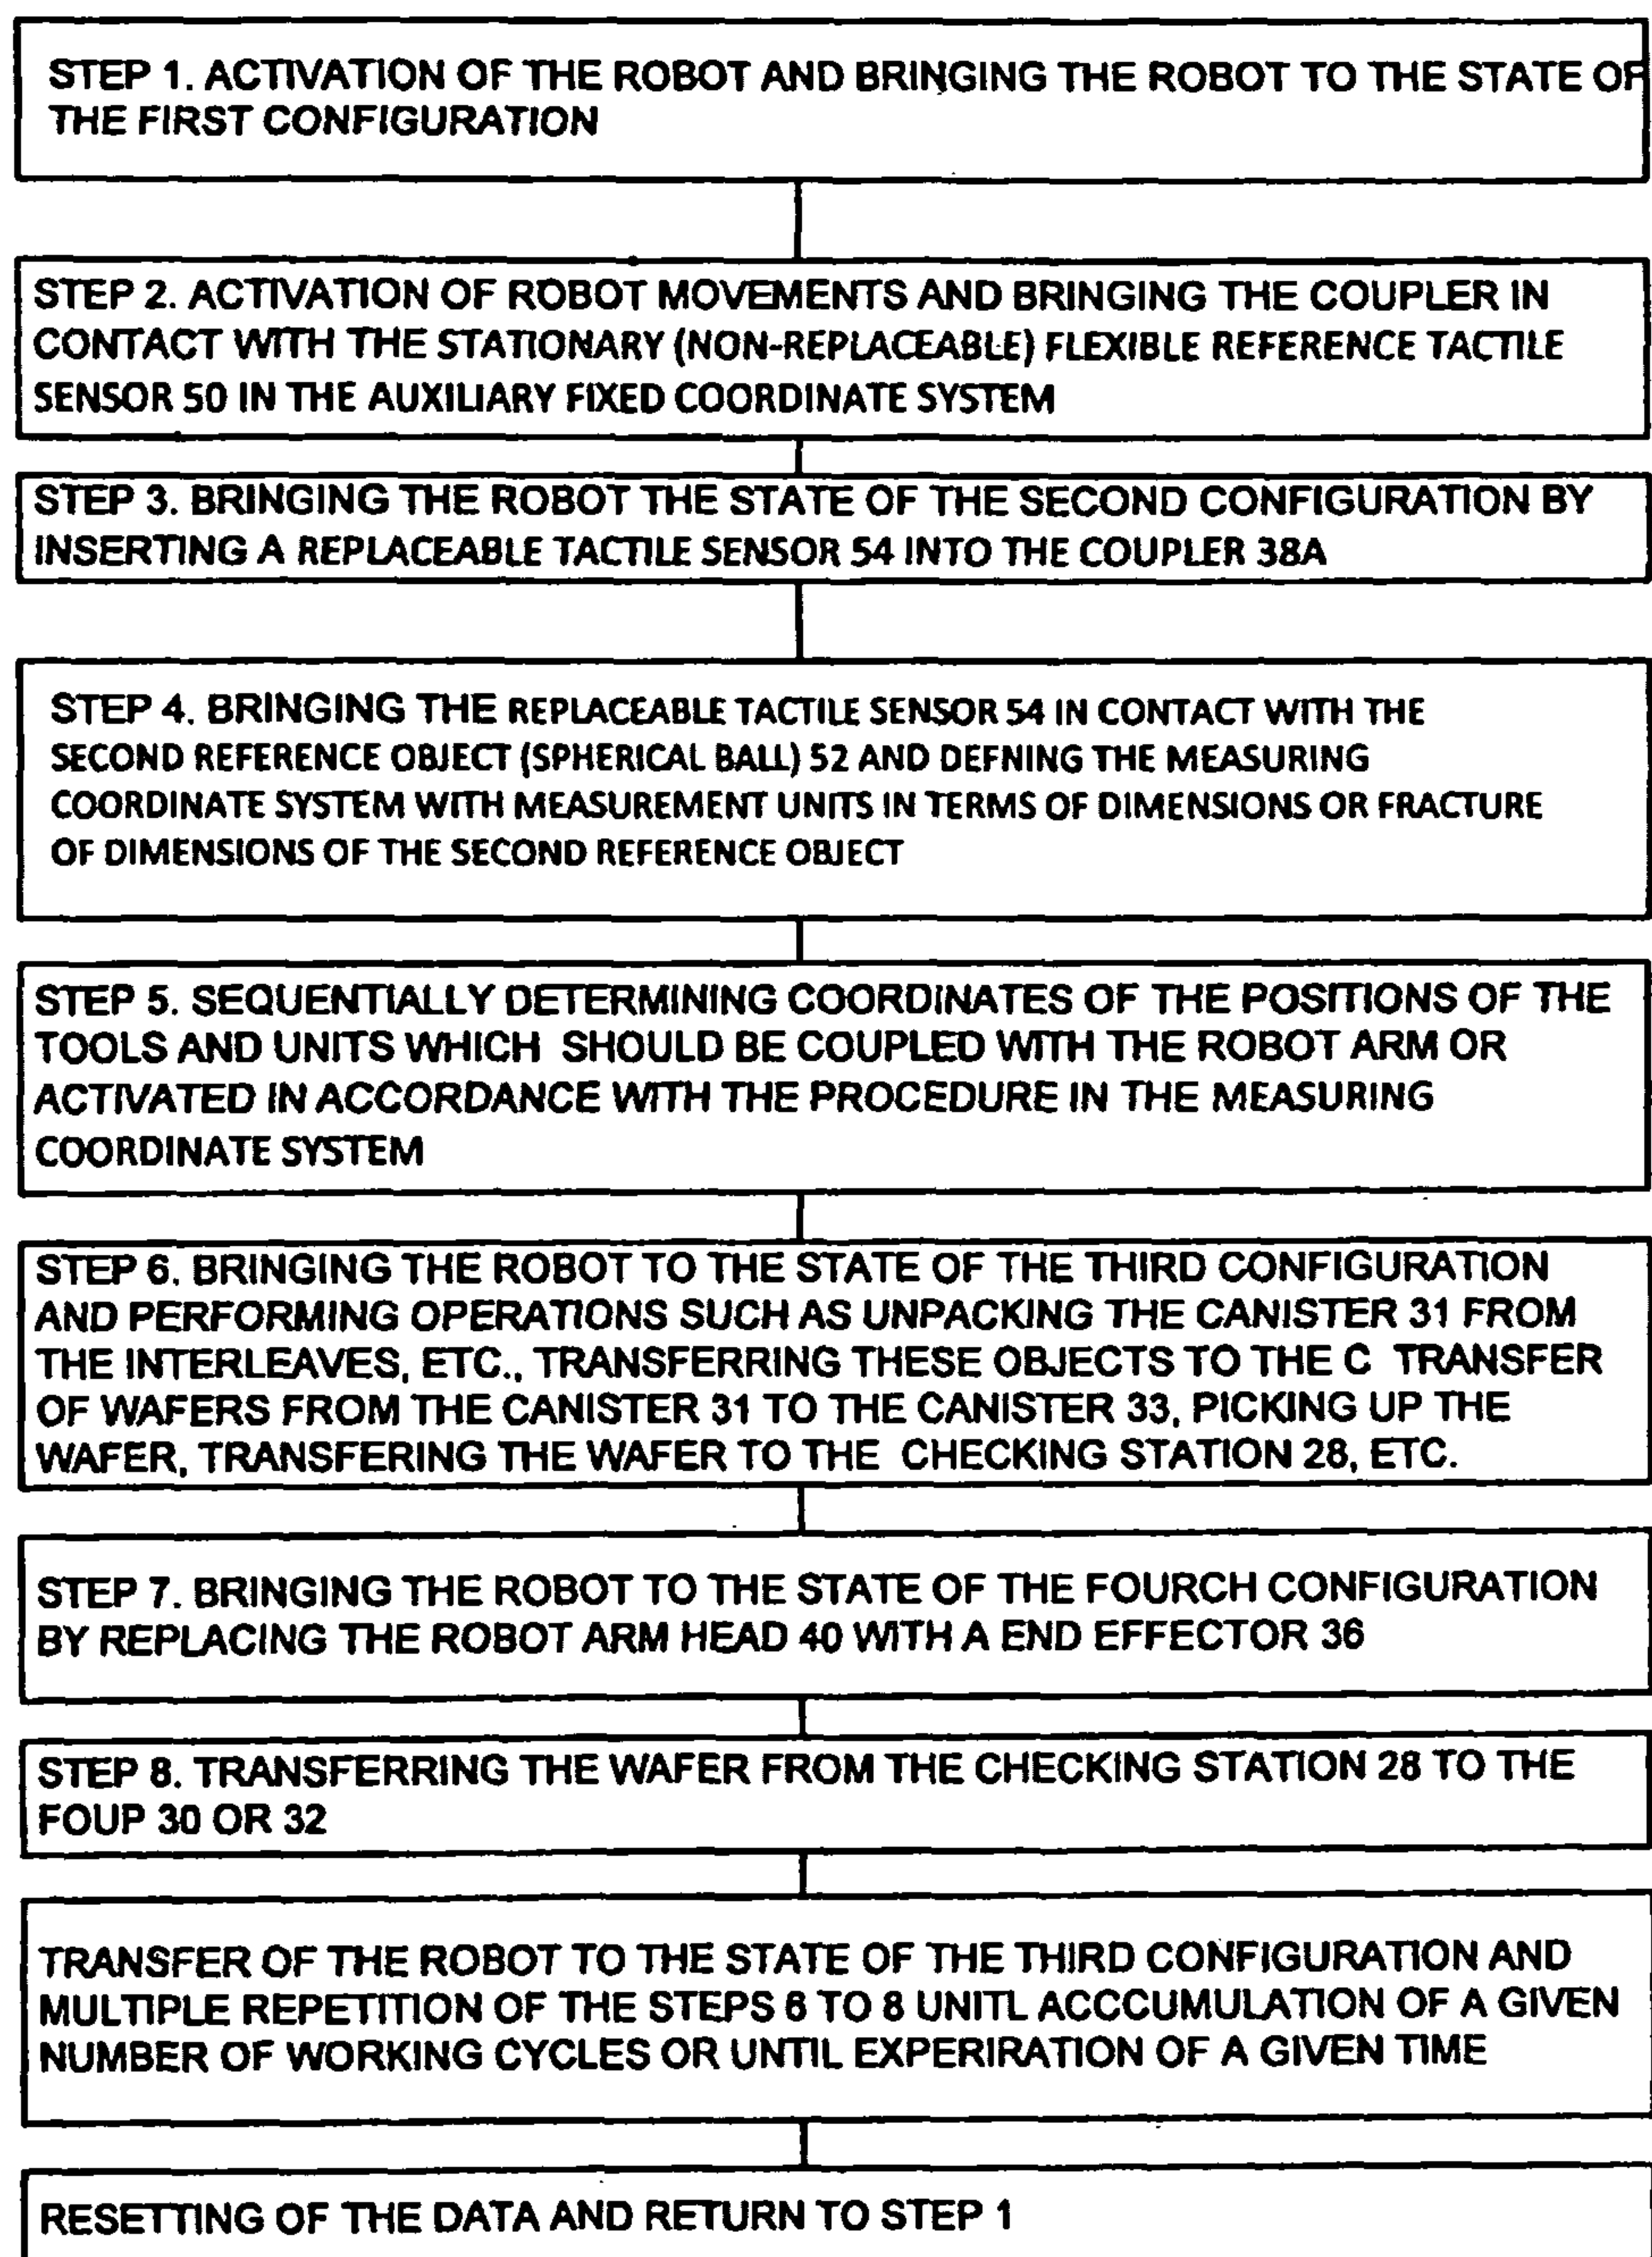 STEP 1. ACTIVATION OF THE ROBOT AND BRINGING THE ROBOT TO THE STATE OF
THE FIRST CONFIGURATION
STEP 2. ACTIVATION OF ROBOT MOVEMENTS AND BRINGING THE COUPLER IN
CONTACT WITH THE STATIONARY (NON-REPLACEABLE) FLEXIBLE REFERENCE TACTILE
SENSOR 50 IN THE AUXILIARY FIXED COORDINATE SYSTEM
STEP 3. BRINGING THE ROBOT THE STATE OF THE SECOND CONFIGURATION BY
INSERTING A REPLACEABLE TACTILE SENSOR 54 INTO THE COUPLER 38A
STEP 4. BRINGING THE REPLACEABLE TACTILE SENSOR 54 IN CONTACT WITH THE
SECOND REFERENCE OBJECT (SPHERICAL BALL) 52 AND DEFNING THE MEASURING
COORDINATE SYSTEM WITH MEASUREMENT UNITS IN TERMS OF DIMENSIONS OR FRACTURE
OF DIMENSIONS OF THE SECOND REFERENCE OBJECT
STEP 5. SEQUENTIALLY DETERMINING COORDINATES OF THE POSITIONS OF THE
TOOLS AND UNITS WHICH SHOULD BE COUPLED WITH THE ROBOT ARM OR
ACTIVATED IN ACCORDANCE WITH THE PROCEDURE IN THE MEASURING
COORDINATE SYSTEM
STEP 6. BRINGING THE ROBOT TO THE STATE OF THE THIRD CONFIGURATION
AND PERFORMING OPERATIONS SUCH AS UNPACKING THE CANISTER 31 FROM
THE INTERLEAVES, ETC., TRANSFERRING THESE OBJECTS TO THE C TRANSFER
OF WAFERS FROM THE CANISTER 31 TO THE CANISTER 33, PICKING UP THE
WAFER, TRANSFERING THE WAFER TO THE CHECKING STATION 28, ETC.
STEP 7. BRINGING THE ROBOT TO THE STATE OF THE FOURCH CONFIGURATION
BY REPLACING THE ROBOT ARM HEAD 40 WITH A END EFFECTOR 36
STEP 8. TRANSFERRING THE WAFER FROM THE CHECKING STATION 28 TO THE
FOUP 30 OR 32
TRANSFER OF THE ROBOT TO THE STATE OF THE THIRD CONFIGURATION AND
MULTIPLE REPETITION OF THE STEPS 6 TO 8 UNITL ACCCUMULATION OF A GIVEN
NUMBER OF WORKING CYCLES OR UNTIL EXPERIRATION OF A GIVEN TIME
RESETTING OF THE DATA AND RETURN TO STEP 1